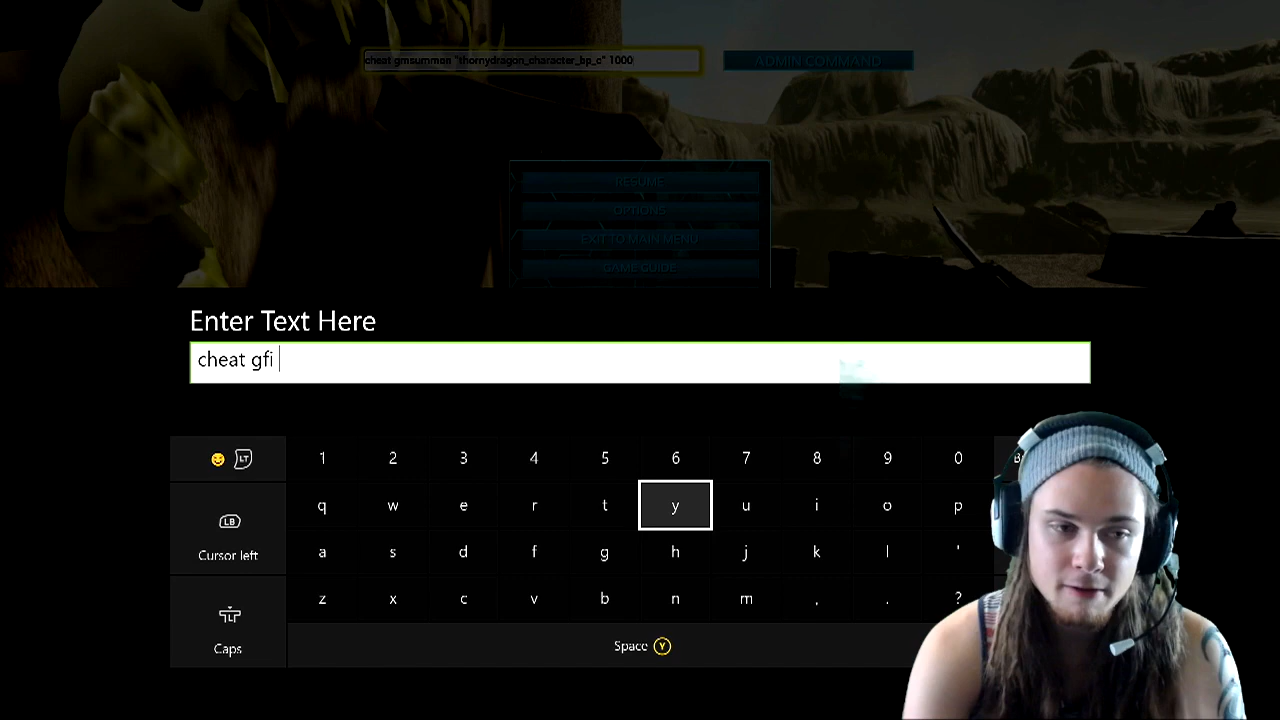 cheat gmsummon "thornydragon_character_bp_c" 1000
ADMIN COMMAND
RESUME
OPTIONS
EXIT TO MAIN MENU
GAME GUIDE
Enter Text Here
cheat gfi
LT 1 2 3 4 5 6 7 8 9 0
q w e r t y u i o p
LB
Cursor left
a s d f g h j k l '
z x c v b n m , . ?
Caps
Space Y